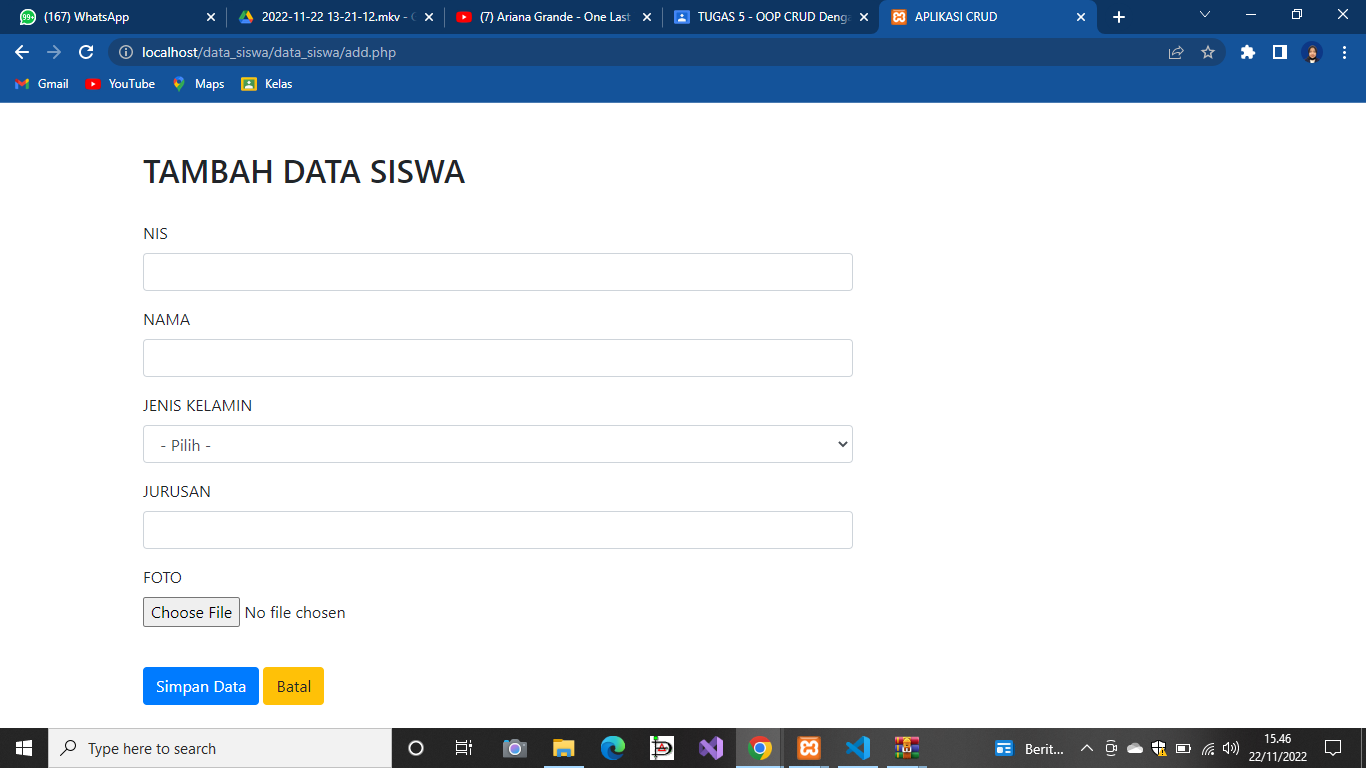 (167) WhatsApp
2022-11-22 13-21-12.mkv -
(7) Ariana Grande - One Last
TUGAS 5 - OOP CRUD Denga
APLIKASI CRUD
localhost/data_siswa/data_siswa/add.php
Gmail YouTube Maps Kelas
TAMBAH DATA SISWA
NIS
NAMA
JENIS KELAMIN
- Pilih -
JURUSAN
FOTO
Choose File No file chosen
Simpan Data Batal
Type here to search
Berit...
15.46
22/11/2022